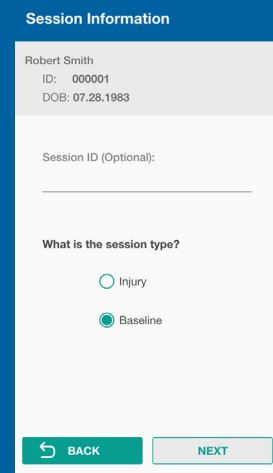 Session Information
Robert Smith
ID: 000001
DOB: 07.28.1983
Session ID (Optional):
What is the session type?
Injury
Baseline
BACK
NEXT